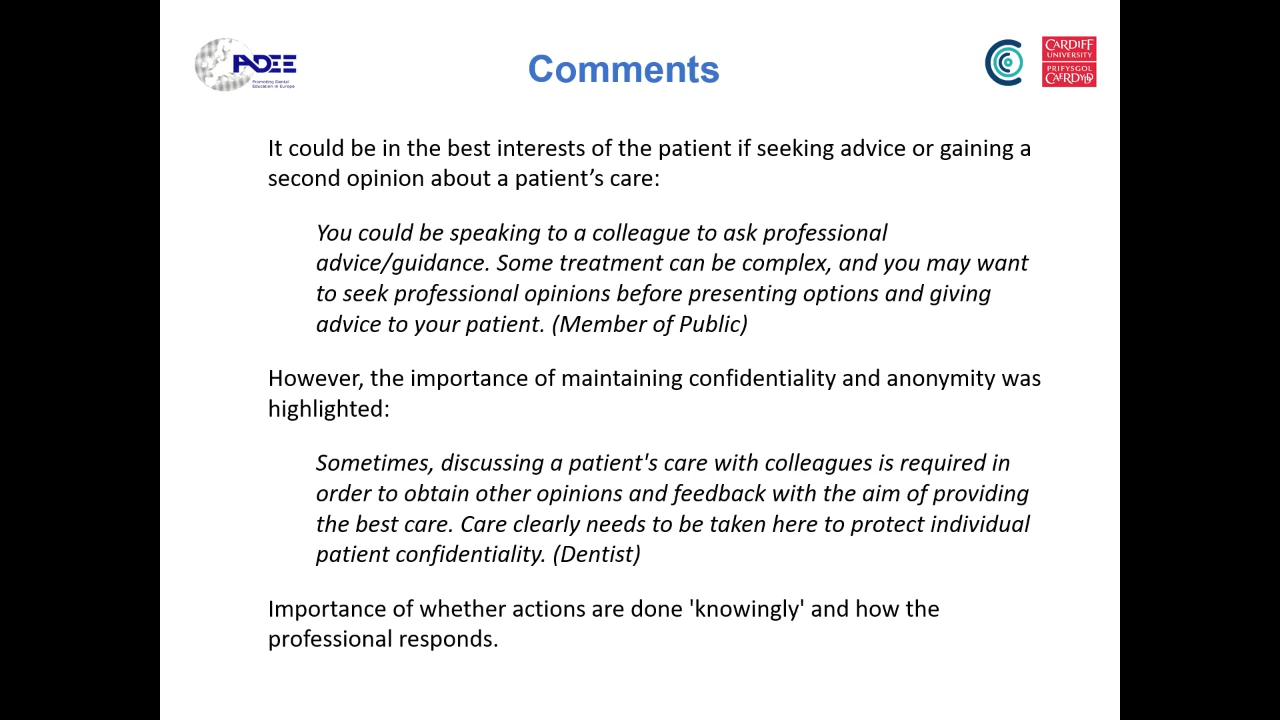 ADEE
Promoting Dental
Education in Europe
Comments
CARDIFF
UNIVERSITY
PRIFYSGOL
CAERDYDD
It could be in the best interests of the patient if seeking advice or gaining a
second opinion about a patient’s care:
You could be speaking to a colleague to ask professional
advice/guidance. Some treatment can be complex, and you may want
to seek professional opinions before presenting options and giving
advice to your patient. (Member of Public)
However, the importance of maintaining confidentiality and anonymity was
highlighted:
Sometimes, discussing a patient's care with colleagues is required in
order to obtain other opinions and feedback with the aim of providing
the best care. Care clearly needs to be taken here to protect individual
patient confidentiality. (Dentist)
Importance of whether actions are done 'knowingly' and how the
professional responds.